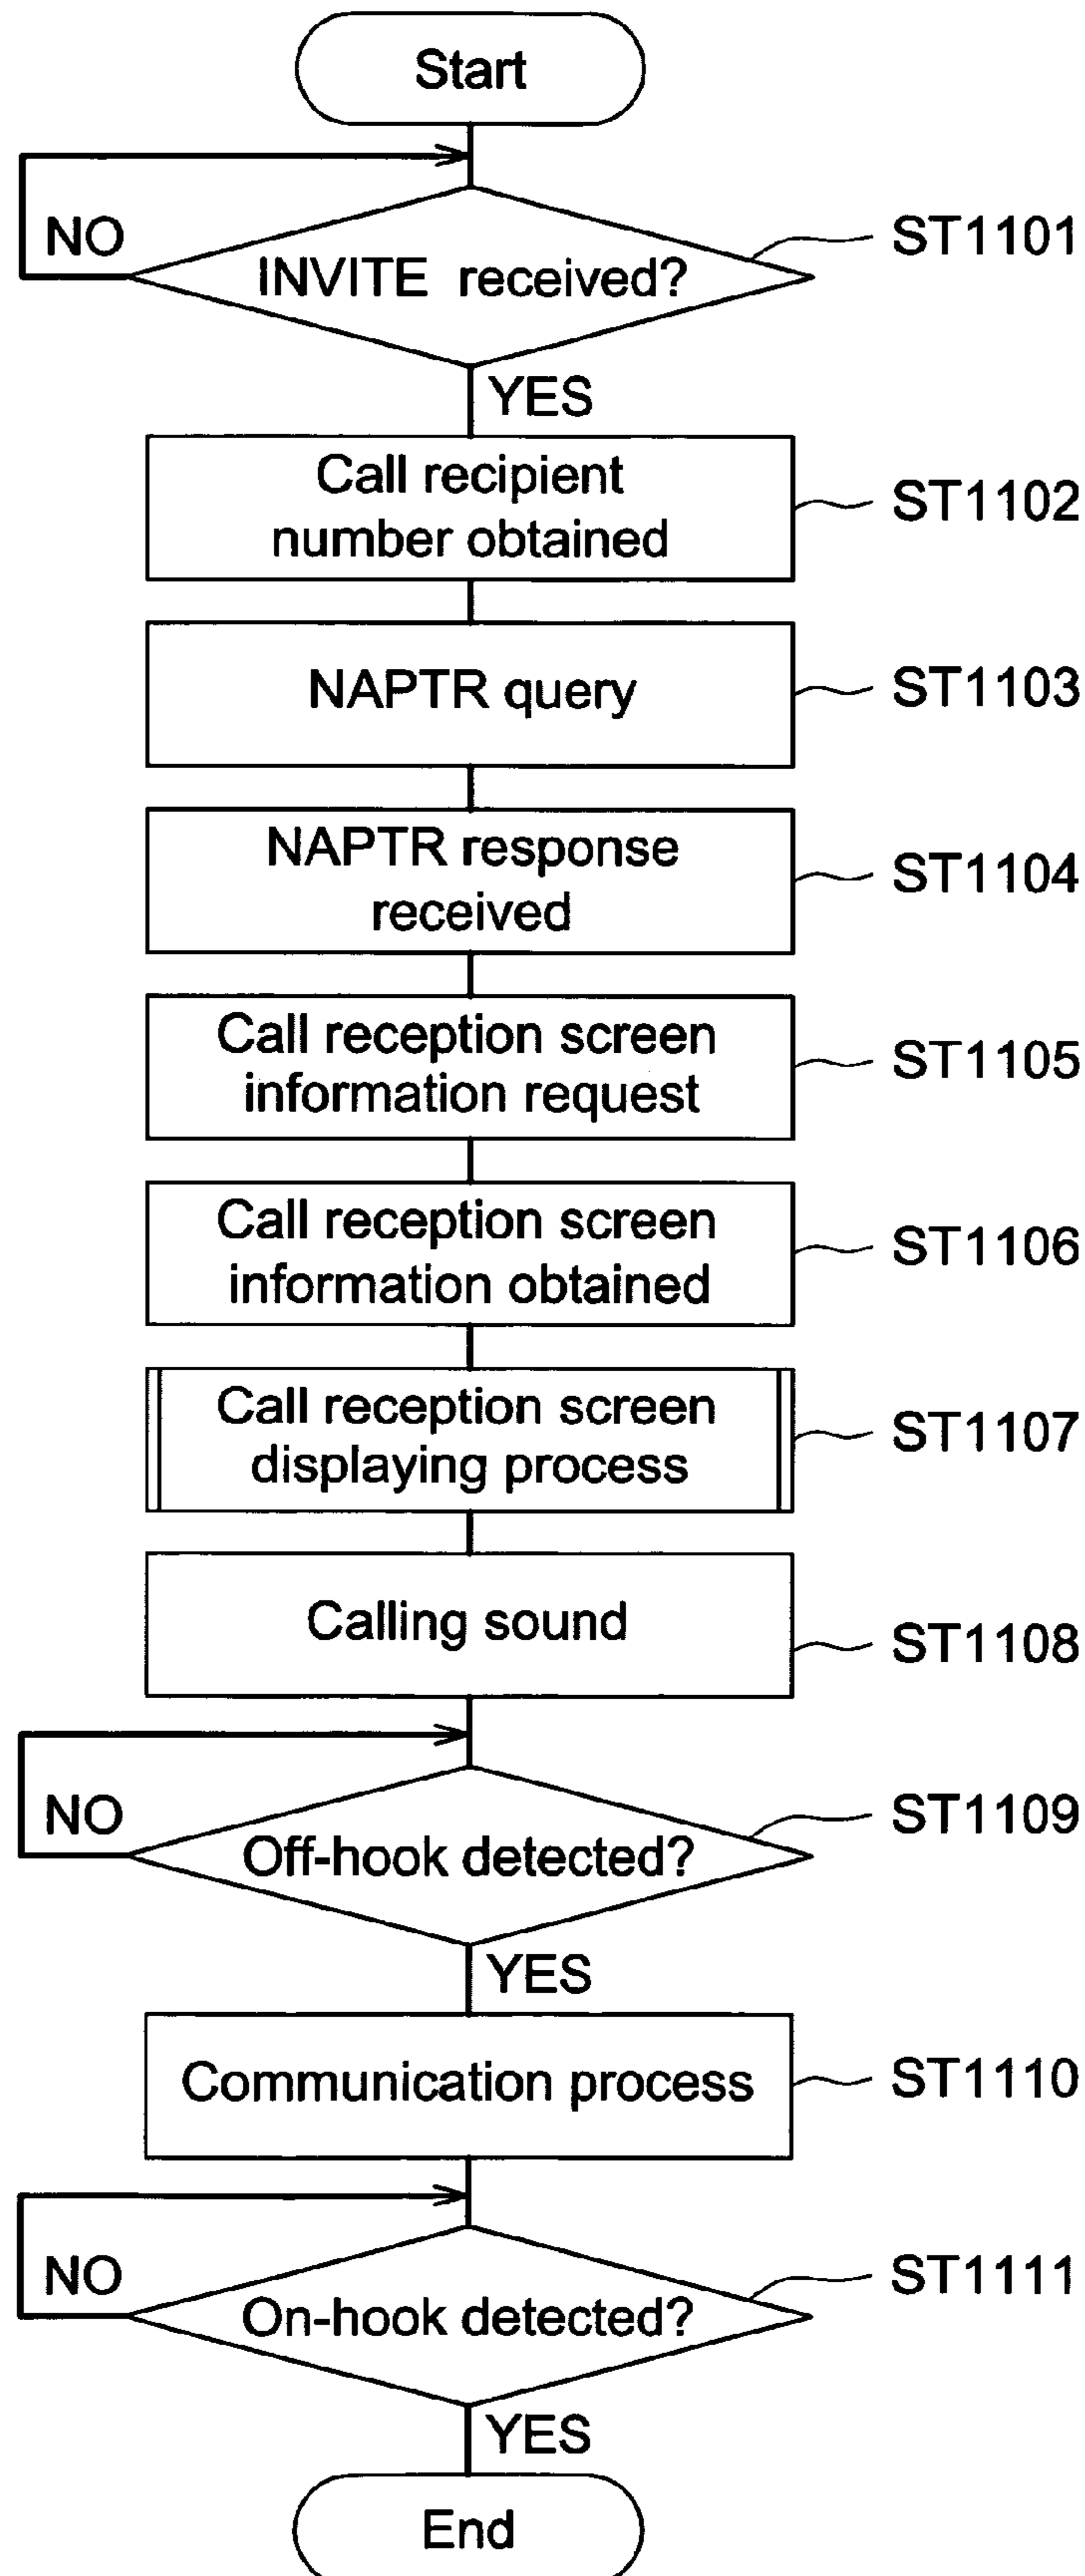 Start
NO
INVITE received?
ST1101
YES
Call recipient
number obtained
ST1102
NAPTR query
ST1103
NAPTR response
received
ST1104
Call reception screen
information request
ST1105
Call reception screen
information obtained
ST1106
Call reception screen
displaying process
ST1107
Calling sound
ST1108
NO
Off-hook detected?
ST1109
YES
Communication process
ST1110
NO
On-hook detected?
ST1111
YES
End